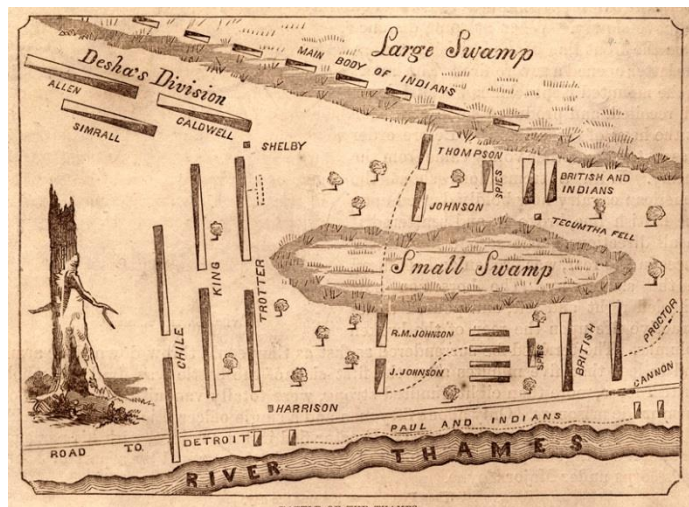 Large Swamp
MAIN BODY OF INDIANS
Desha's Division
ALLEN
SIMRALL
CALDWELL
SHELBY
THOMPSON
SPIES
BRITISH AND
INDIANS
JOHNSON
TECUMTHA FELL
Small Swamp
KING
TROTTER
CHILE
R.M. JOHNSON
J. JOHNSON
SPIES
BRITISH
PROCTOR
CANNON
HARRISON
PAUL AND INDIANS
ROAD TO DETROIT
RIVER THAMES